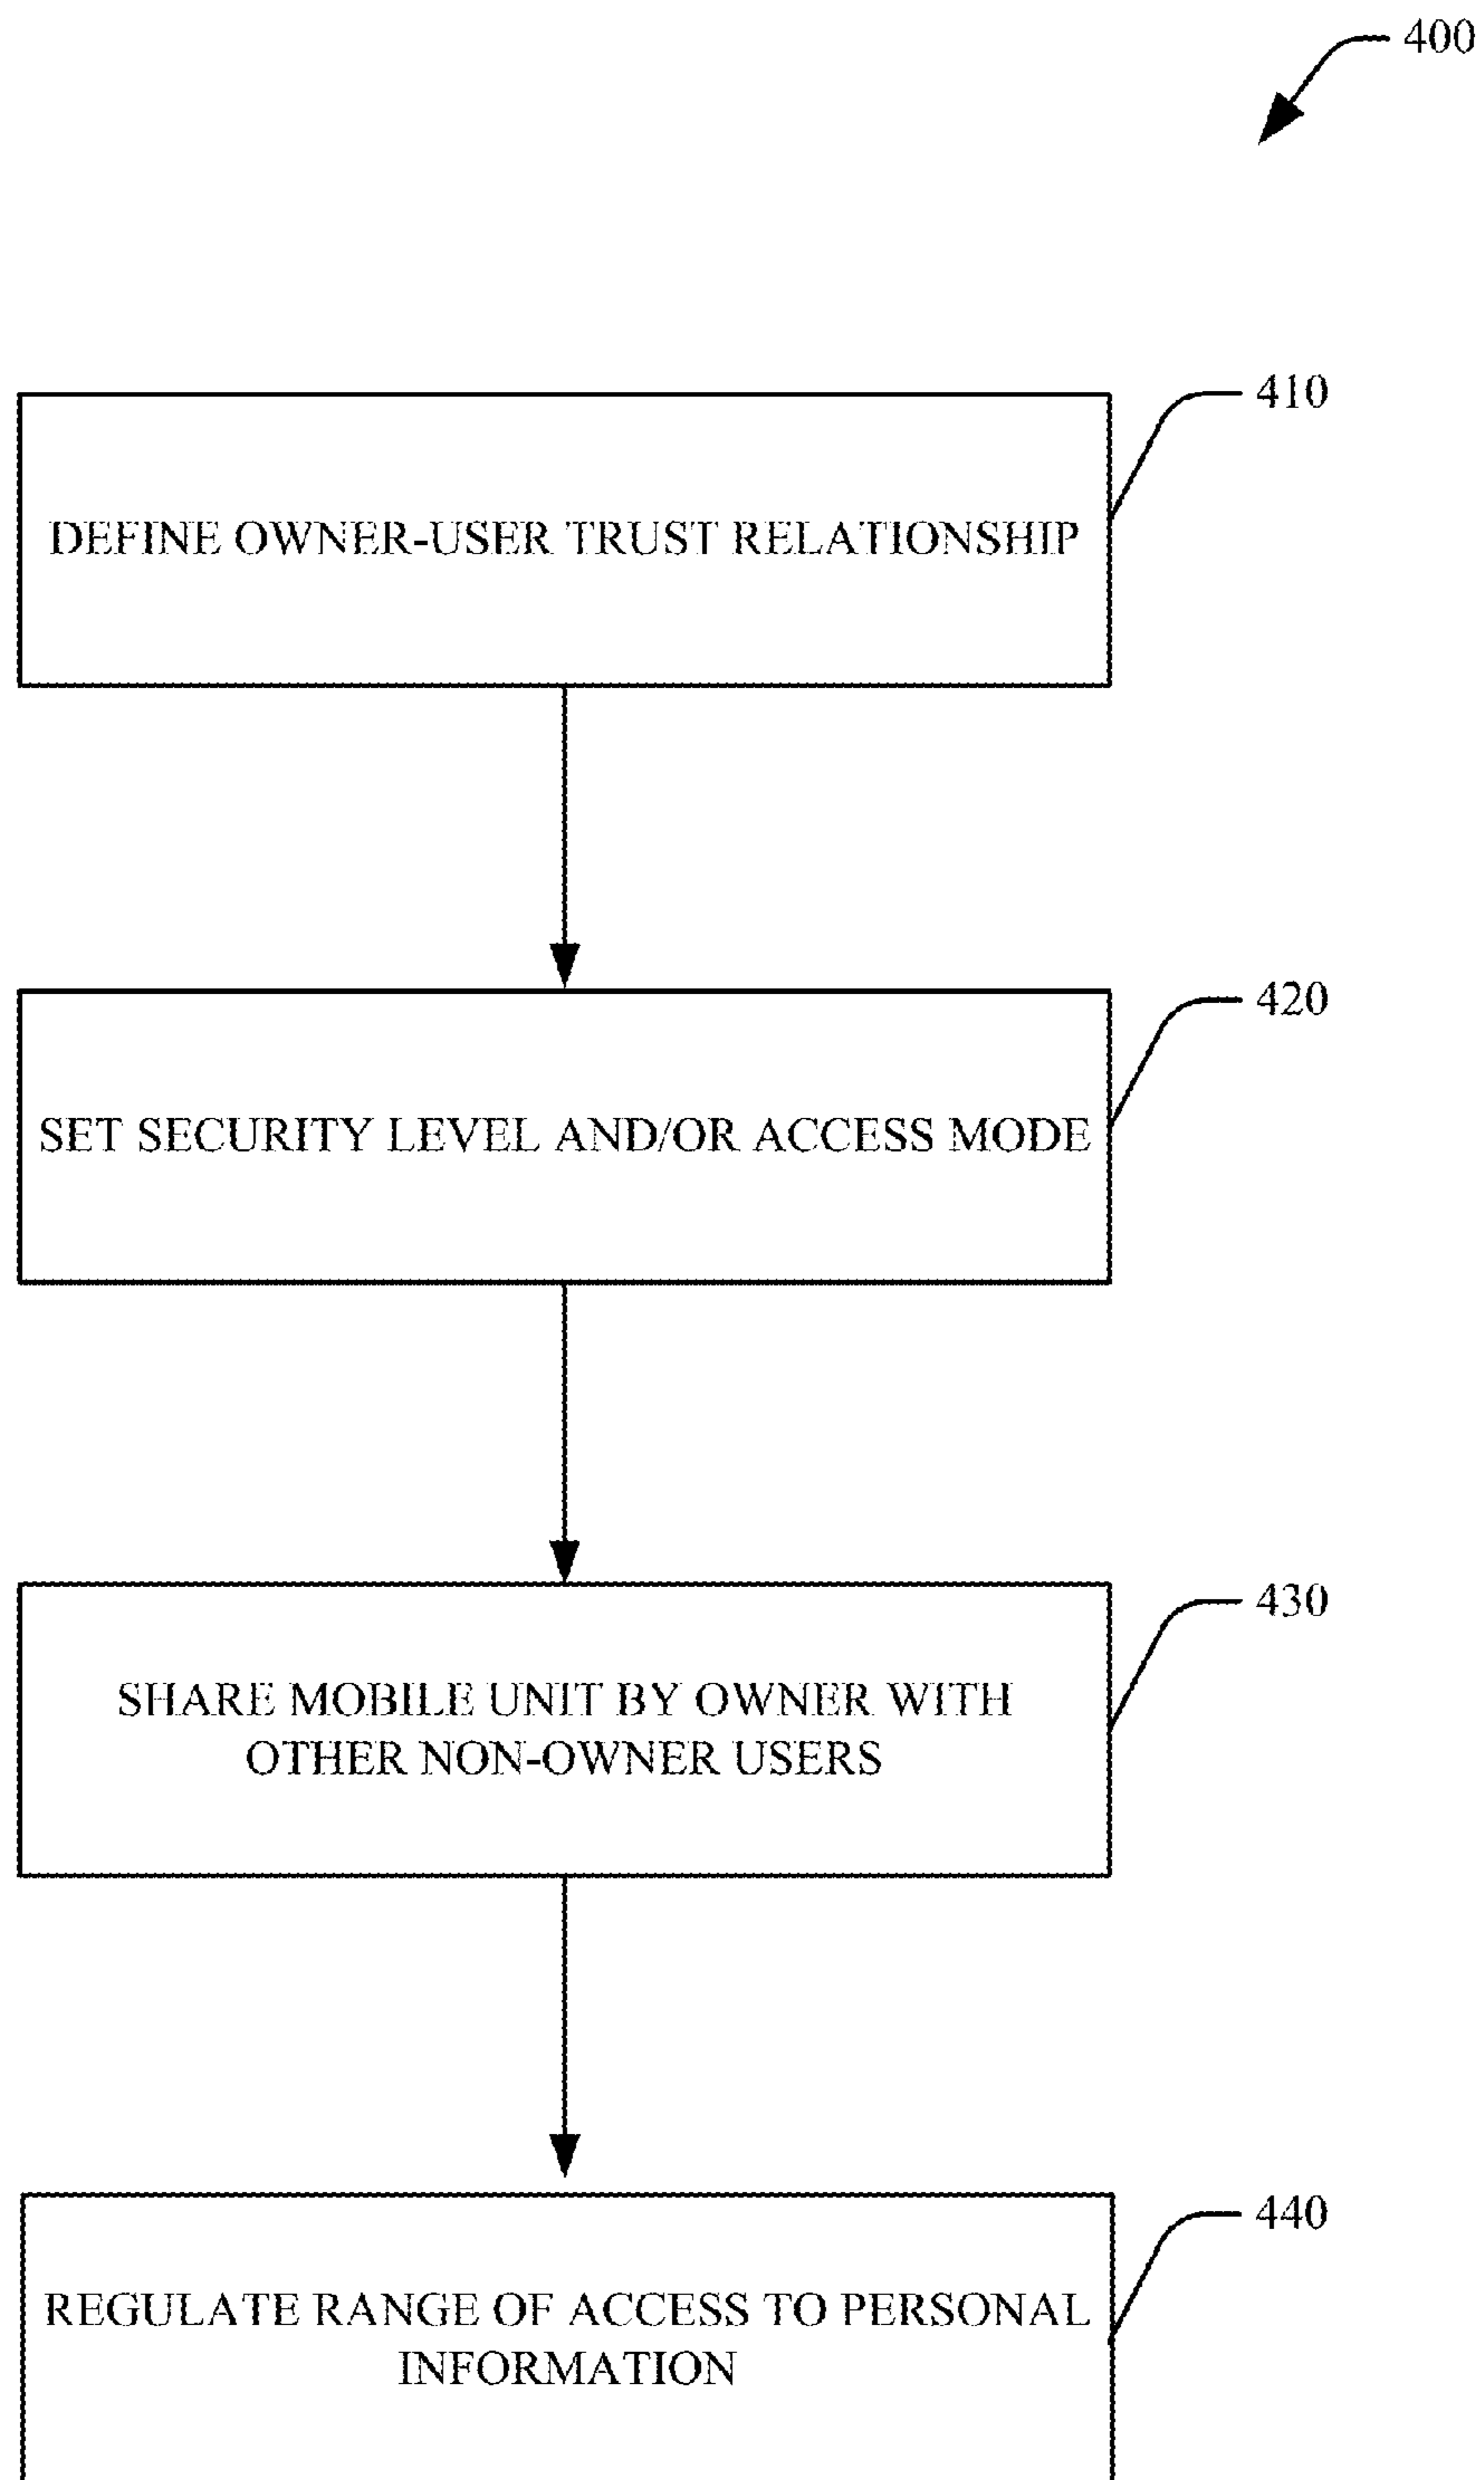 400
410
DEFINE OWNER-USER TRUST RELATIONSHIP
420
SET SECURITY LEVEL AND/OR ACCESS MODE
430
SHARE MOBILE UNIT BY OWNER WITH
OTHER NON-OWNER USERS
440
REGULATE RANGE OF ACCESS TO PERSONAL
INFORMATION